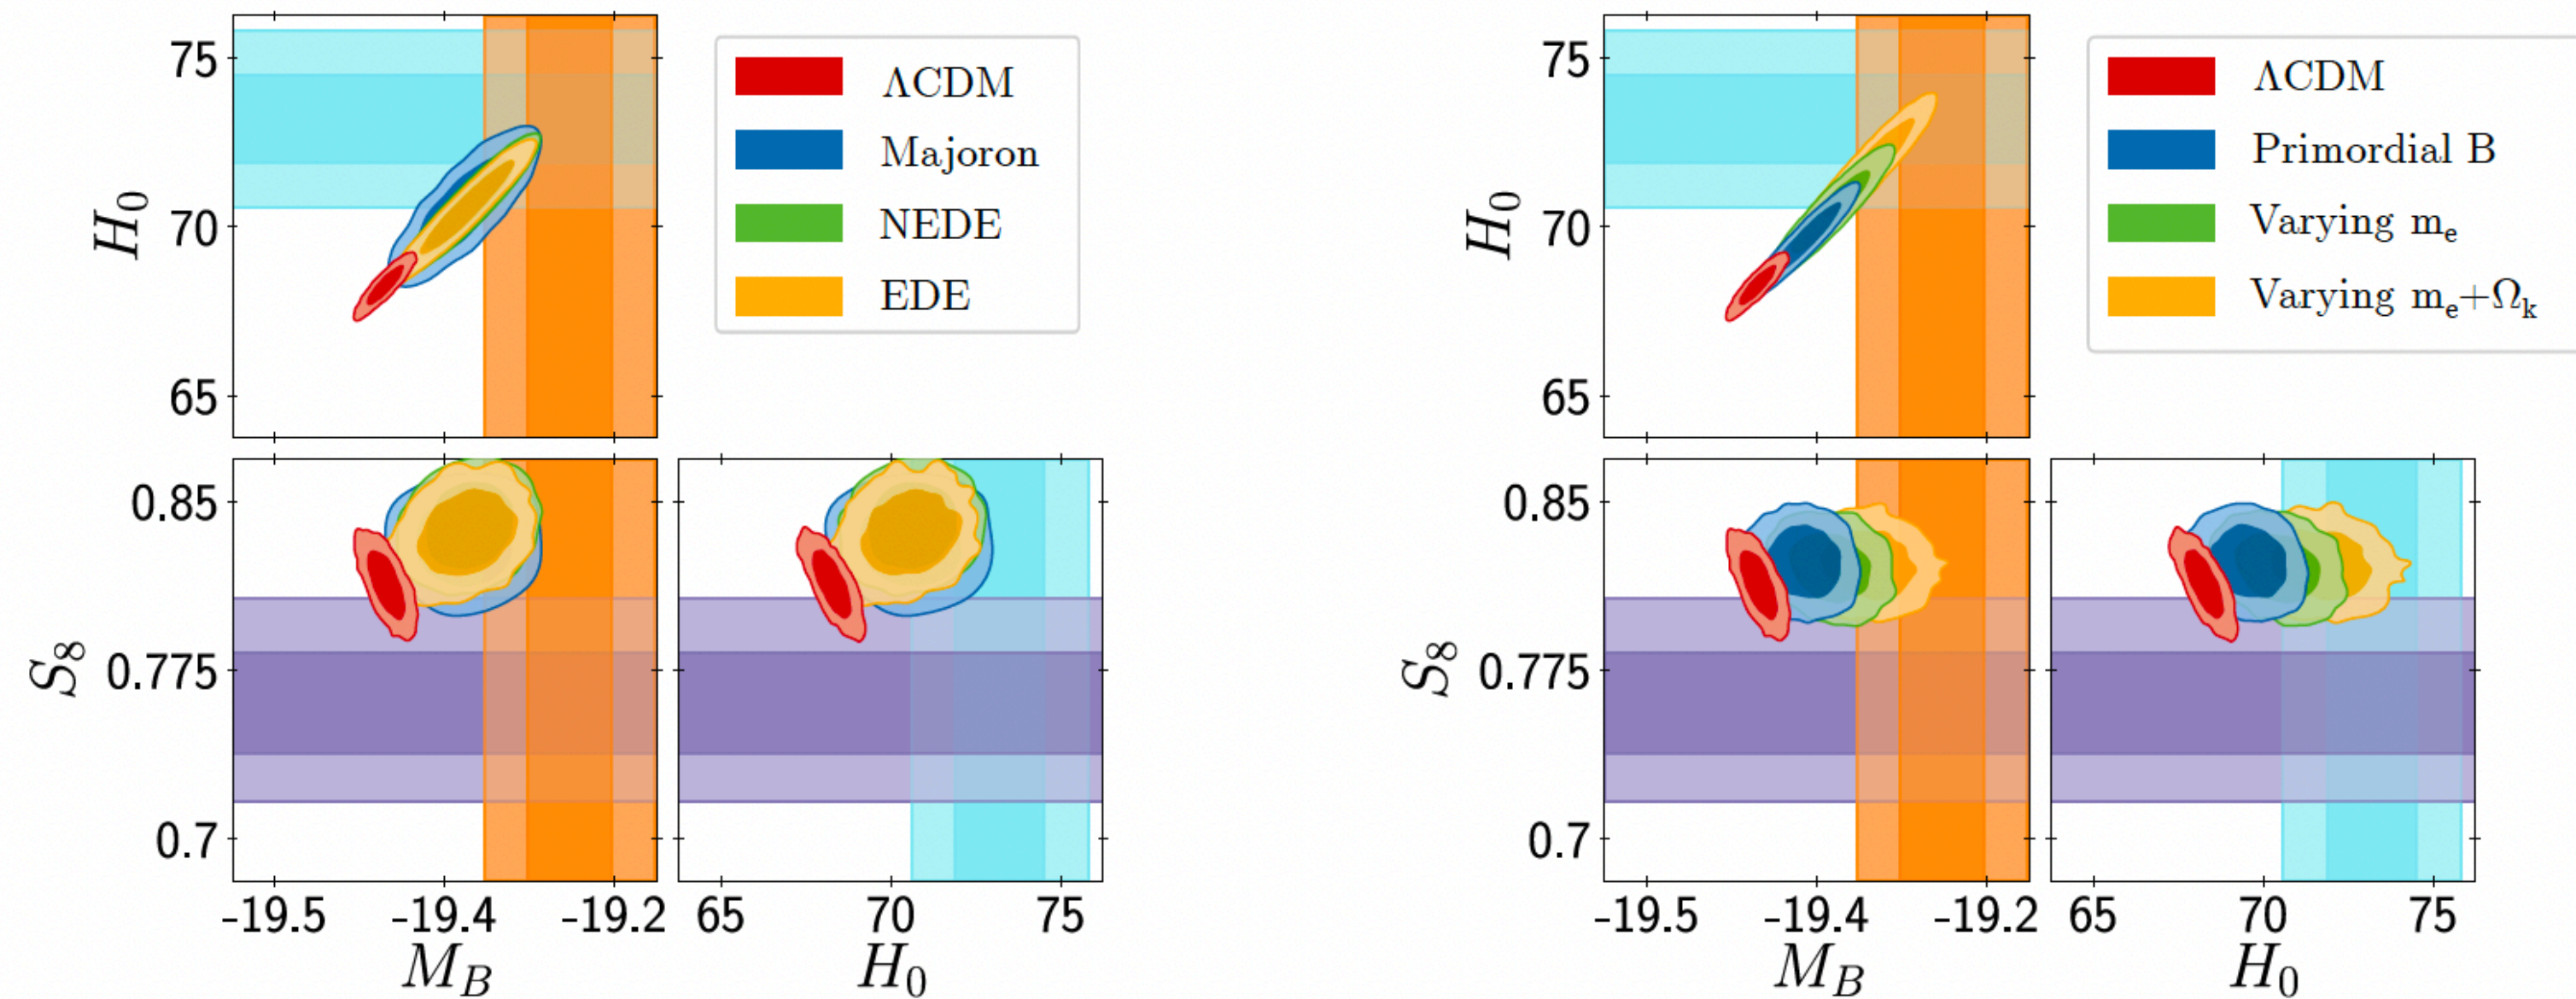 75
70
65
H₀
ΛCDM
Majoron
NEDE
EDE
0.85
0.775
0.7
S₈
-19.5 -19.4 -19.2
M_B
65 70 75
H₀
75
70
65
H₀
ΛCDM
Primordial B
Varying mₑ
Varying mₑ+Ωₖ
0.85
0.775
0.7
S₈
-19.5 -19.4 -19.2
M_B
65 70 75
H₀